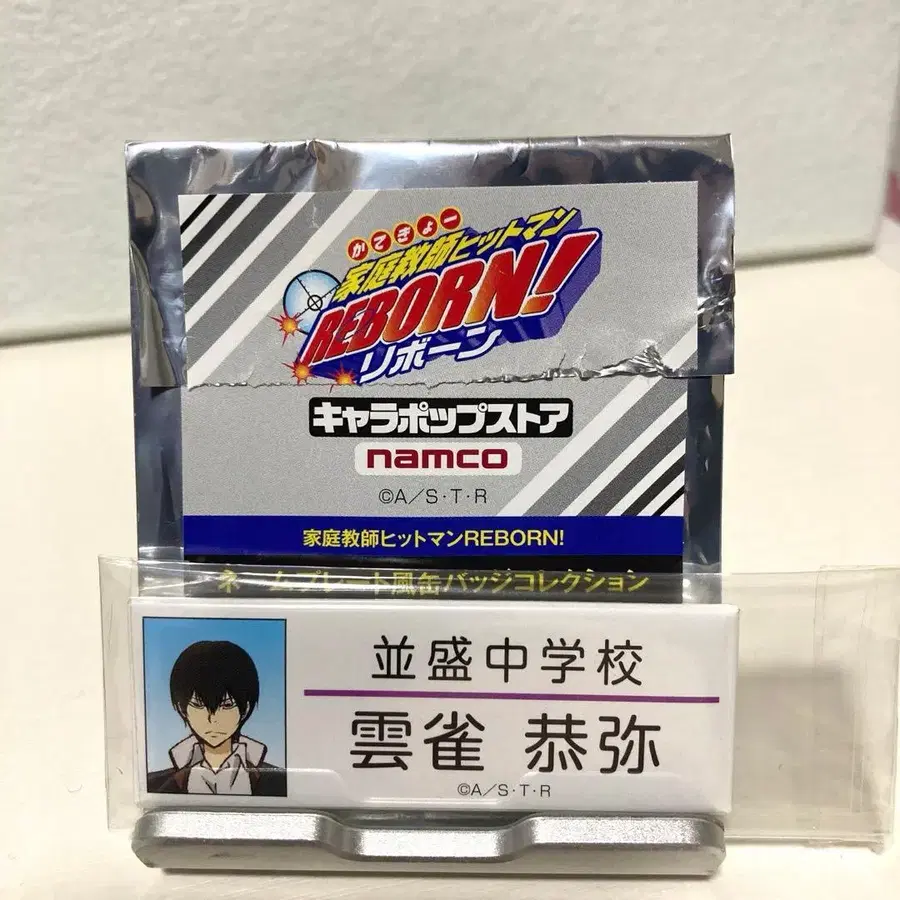 かてきょー
家庭教師ヒットマン
REBORN!
リボーン
キャラポップストア
namco
©A/S・T・R
家庭教師ヒットマンREBORN!
ネームプレート風缶バッジコレクション
並盛中学校
雲雀 恭弥
©A/S・T・R